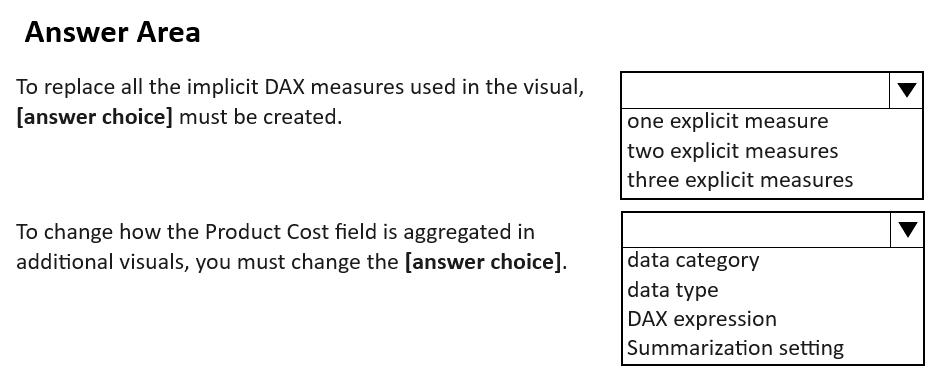 Answer Area
To replace all the implicit DAX measures used in the visual,
[answer choice] must be created.
one explicit measure
two explicit measures
three explicit measures
To change how the Product Cost field is aggregated in
additional visuals, you must change the [answer choice].
data category
data type
DAX expression
Summarization setting